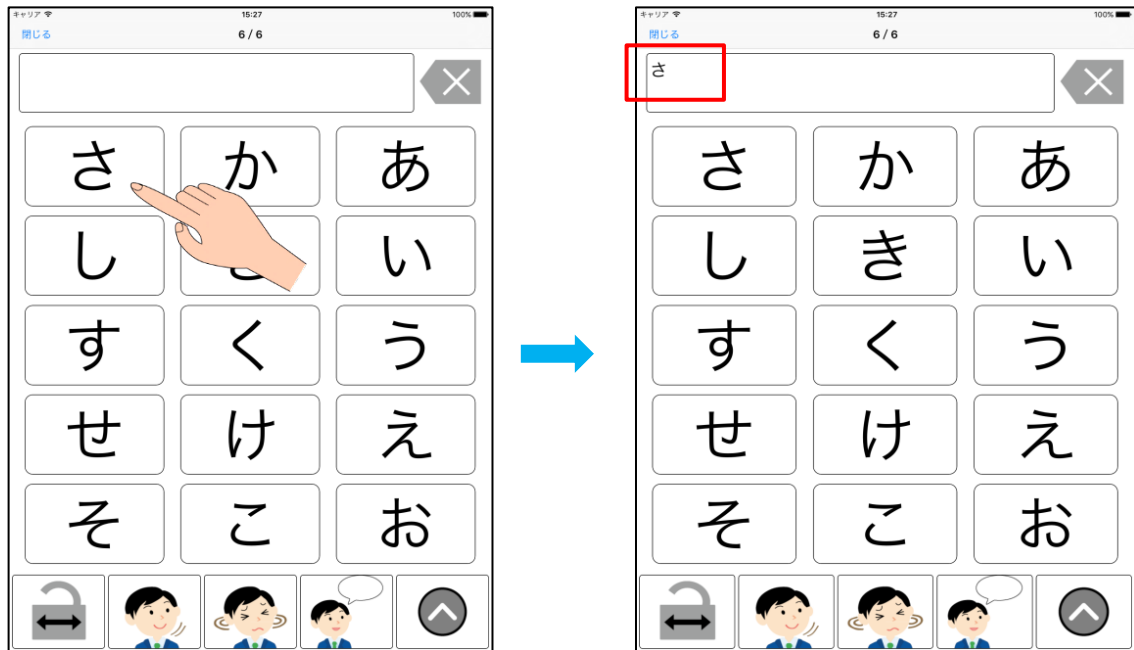 キャリア 15:27 100%
閉じる 6 / 6
さ か あ
し い
す く う
せ け え
そ こ お
キャリア 15:27 100%
閉じる 6 / 6
さ
さ か あ
し き い
す く う
せ け え
そ こ お